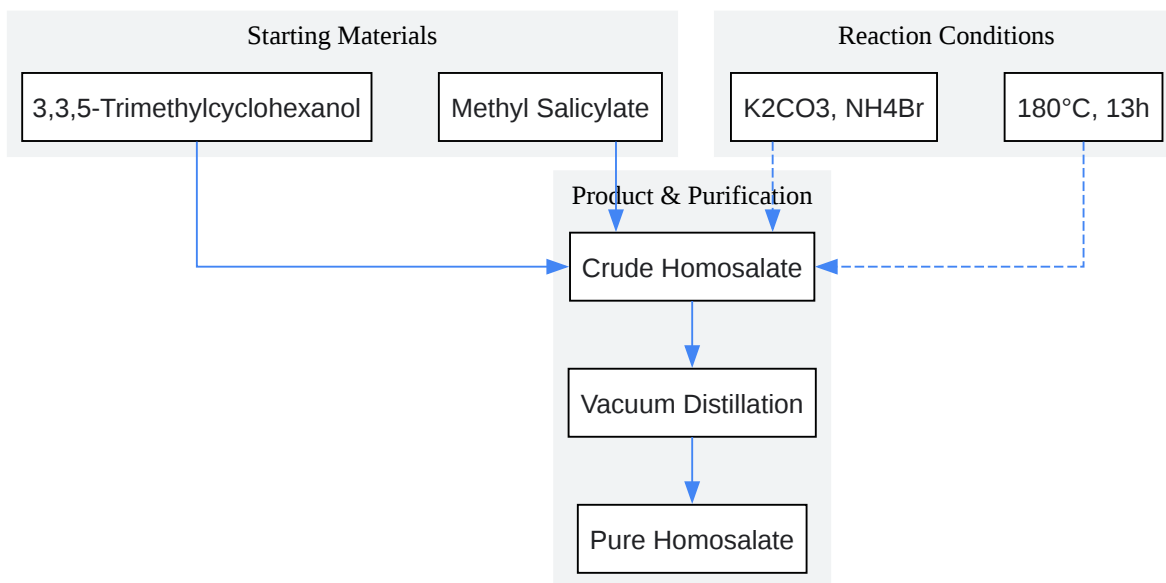 Starting Materials
Reaction Conditions
3,3,5-Trimethylcyclohexanol
Methyl Salicylate
K2CO3, NH4Br
180°C, 13h
Product & Purification
Crude Homosalate
Vacuum Distillation
Pure Homosalate